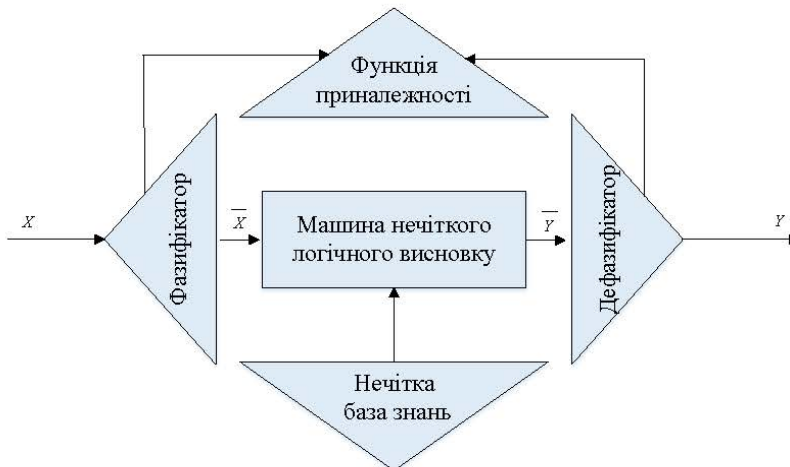 Функція
приналежності
X
Фазифікатор
X̅
Машина нечіткого
логічного висновку
Y̅
Дефазифікатор
Y
Нечітка
база знань